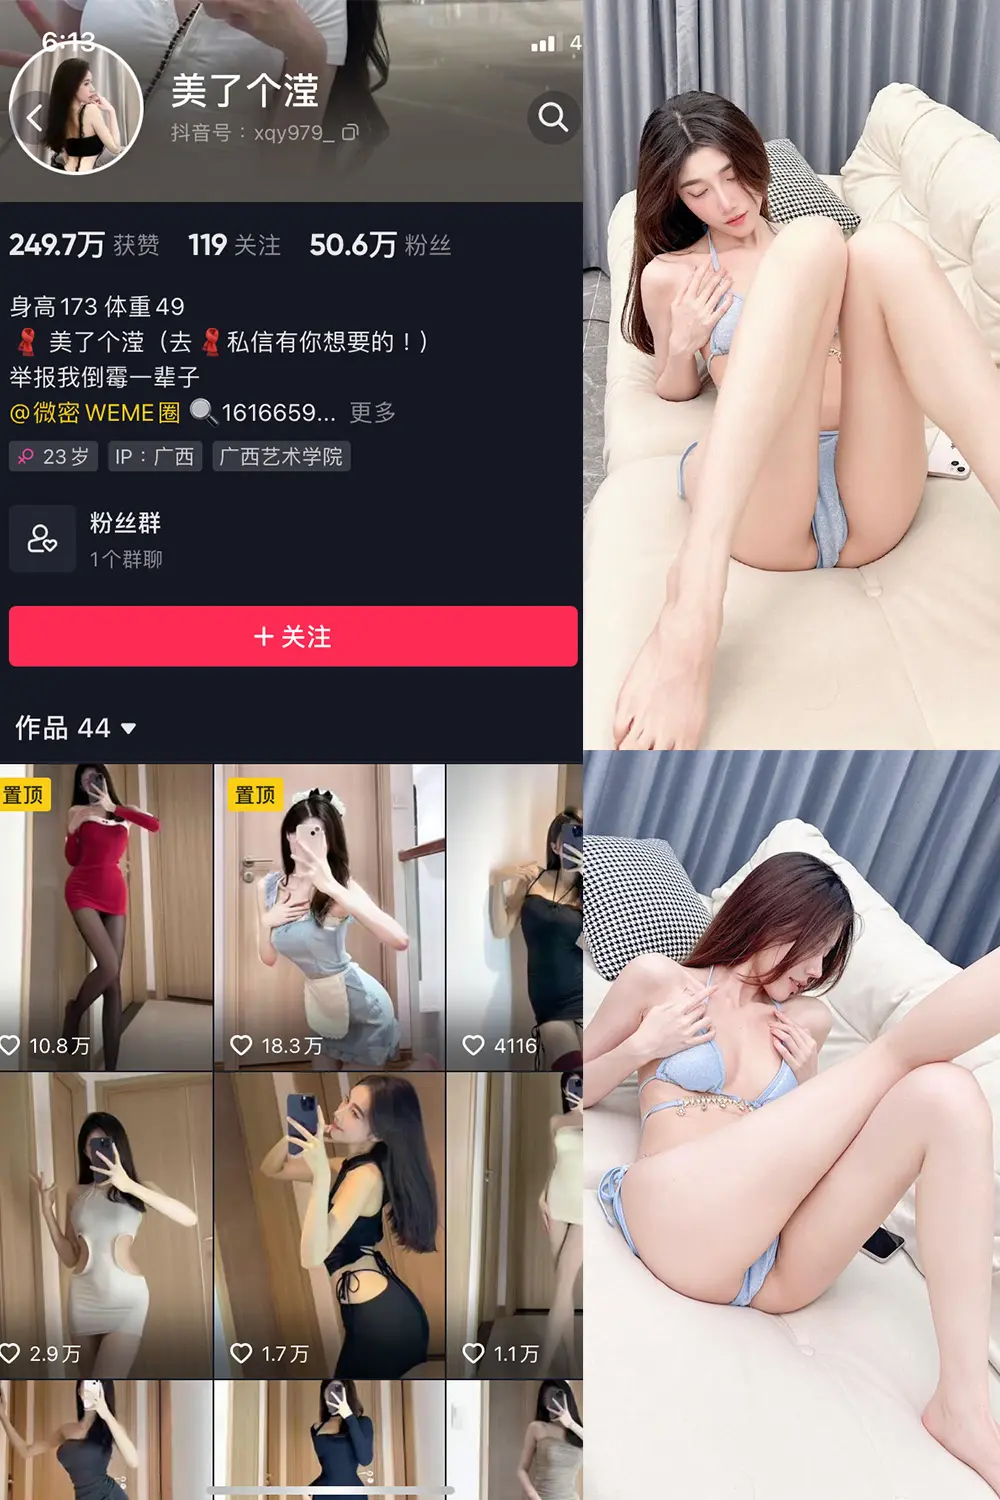 6:13
4
美了个滢
抖音号：xqy979_
249.7万 获赞 119 关注 50.6万 粉丝
身高173 体重49
美了个滢（去 私信有你想要的！）
举报我倒霉一辈子
@微密 WEME圈 1616659... 更多
23岁 IP：广西 广西艺术学院
粉丝群
1个群聊
+ 关注
作品 44
置顶 置顶
10.8万 18.3万 4116
2.9万 1.7万 1.1万